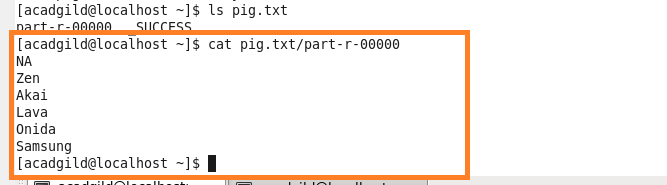 [acadgild@localhost ~]$ ls pig.txt
part-r-00000  _SUCCESS
[acadgild@localhost ~]$ cat pig.txt/part-r-00000
NA
Zen
Akai
Lava
Onida
Samsung
[acadgild@localhost ~]$